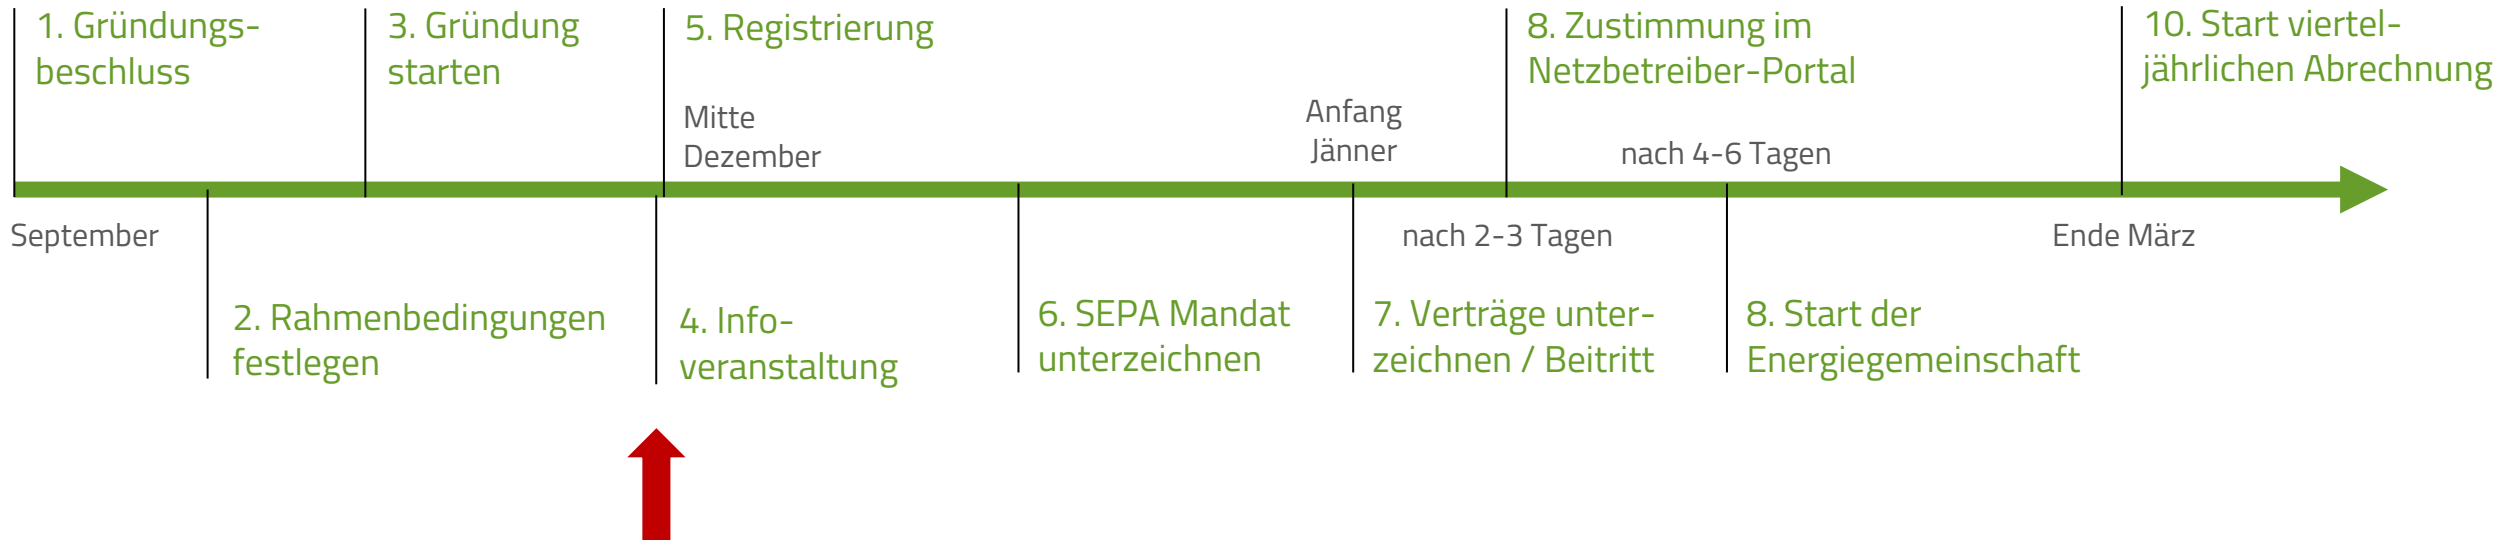 1. Gründungs-
beschluss
3. Gründung
starten
5. Registrierung
Mitte
Dezember
Anfang
Jänner
8. Zustimmung im
Netzbetreiber-Portal
nach 4-6 Tagen
10. Start viertel-
jährlichen Abrechnung
September
2. Rahmenbedingungen
festlegen
4. Info-
veranstaltung
6. SEPA Mandat
unterzeichnen
nach 2-3 Tagen
7. Verträge unter-
zeichnen / Beitritt
8. Start der
Energiegemeinschaft
Ende März